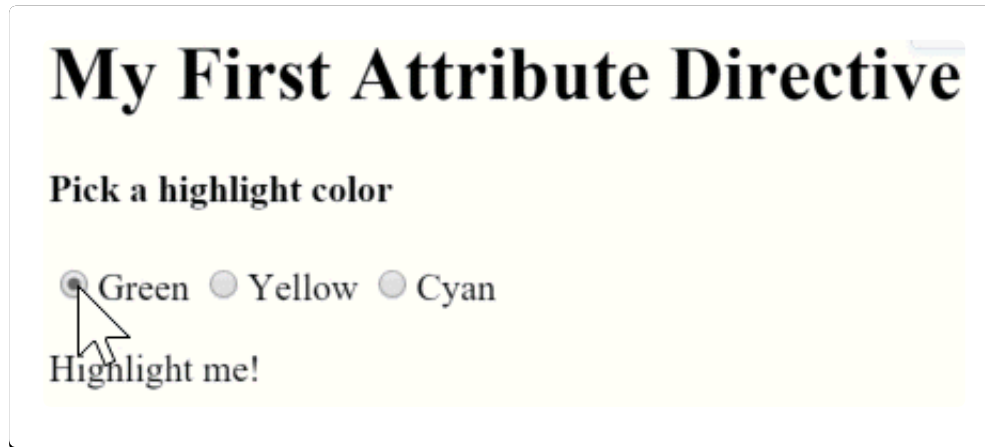 My First Attribute Directive
Pick a highlight color
Green Yellow Cyan
Highlight me!